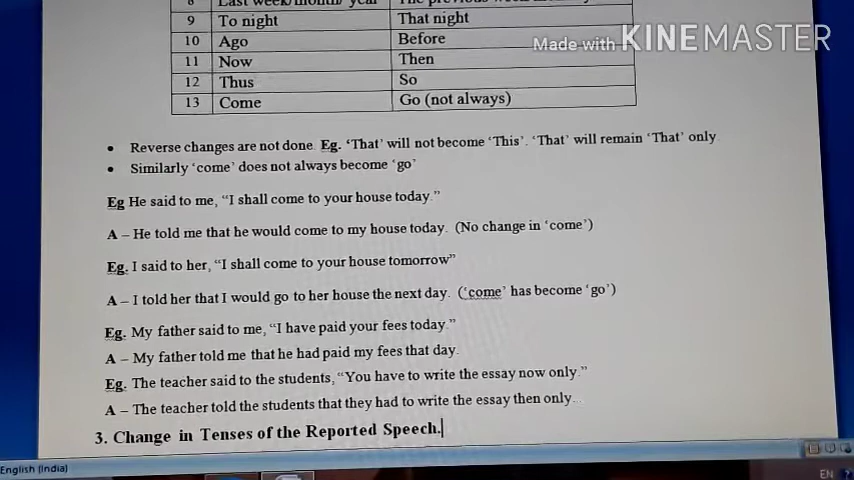 8 Last week/month/ year The previous week
9 To night That night
10 Ago Before
Made with KINEMASTER
11 Now Then
12 Thus So
13 Come Go (not always)
• Reverse changes are not done. Eg. ‘That’ will not become ‘This’. ‘That’ will remain ‘That’ only
• Similarly ‘come’ does not always become ‘go’
Eg He said to me, “I shall come to your house today.”
A – He told me that he would come to my house today. (No change in ‘come’)
Eg. I said to her, “I shall come to your house tomorrow”
A – I told her that I would go to her house the next day. (‘come’ has become ‘go’)
Eg. My father said to me, “I have paid your fees today.”
A – My father told me that he had paid my fees that day.
Eg. The teacher said to the students, “You have to write the essay now only.”
A – The teacher told the students that they had to write the essay then only.
3. Change in Tenses of the Reported Speech.
English (India)
EN